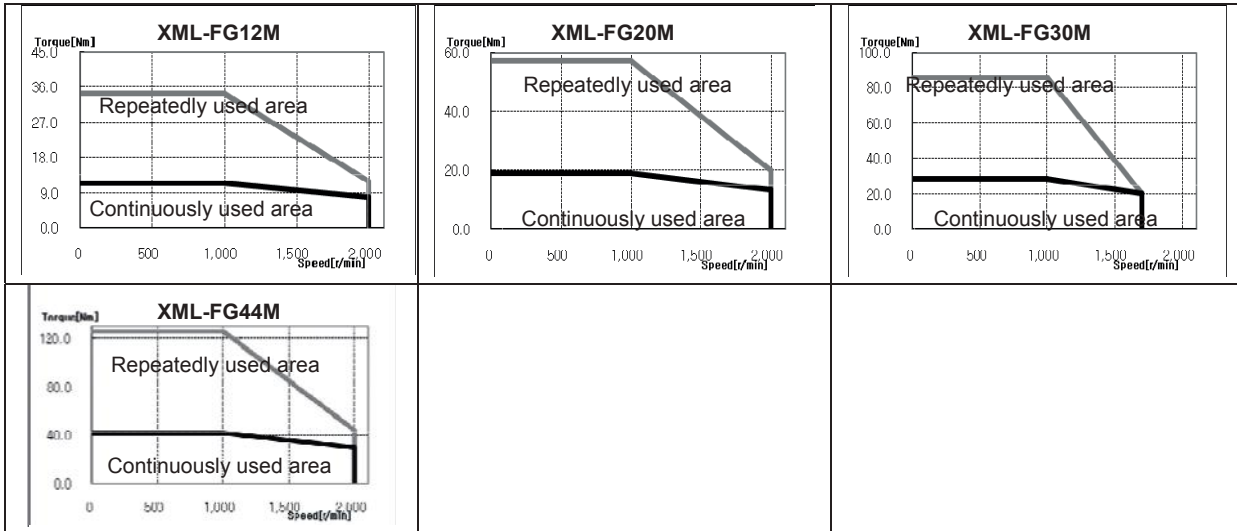 XML-FG12M
Torque[Nm]
45.0
36.0
Repeatedly used area
27.0
18.0
9.0
Continuously used area
0.0
0 500 1,000 1,500 2,000
Speed[r/min]
XML-FG20M
Torque[Nm]
60.0
Repeatedly used area
40.0
20.0
Continuously used area
0.0
0 500 1,000 1,500 2,000
Speed[r/min]
XML-FG30M
Torque[Nm]
100.0
80.0
Repeatedly used area
60.0
40.0
20.0
Continuously used area
0.0
0 500 1,000 1,500 2,000
Speed[r/min]
XML-FG44M
Torque[Nm]
120.0
Repeatedly used area
80.0
40.0
Continuously used area
0.0
0 500 1,000 1,500 2,000
Speed[r/min]